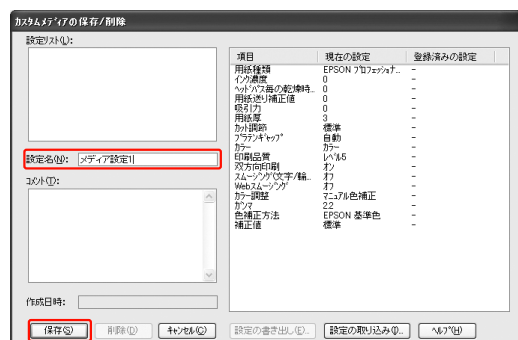 カスタムメディアの保存/削除
設定リスト(L):
項目 現在の設定 登録済みの設定
用紙種類 EPSON プロフェッショナ... -
インク濃度 0 -
ヘッドパス毎の乾燥時... 0 -
用紙送り補正値 0 -
吸引力 0 -
用紙厚 3 -
カット調節 標準 -
プラテンギャップ 自動 -
カラー カラー -
印刷品質 レベル5 -
双方向印刷 オン -
スムージング(文字/輪... オフ -
Webスムージング オフ -
カラー調整 マニュアル色補正 -
ガンマ 2.2 -
色補正方法 EPSON 基準色 -
補正値 標準 -
設定名(N): メディア設定1
コメント(T):
作成日時:
保存(S) 削除(D) キャンセル(C) 設定の書き出し(E)... 設定の取り込み(I)... ヘルプ(H)